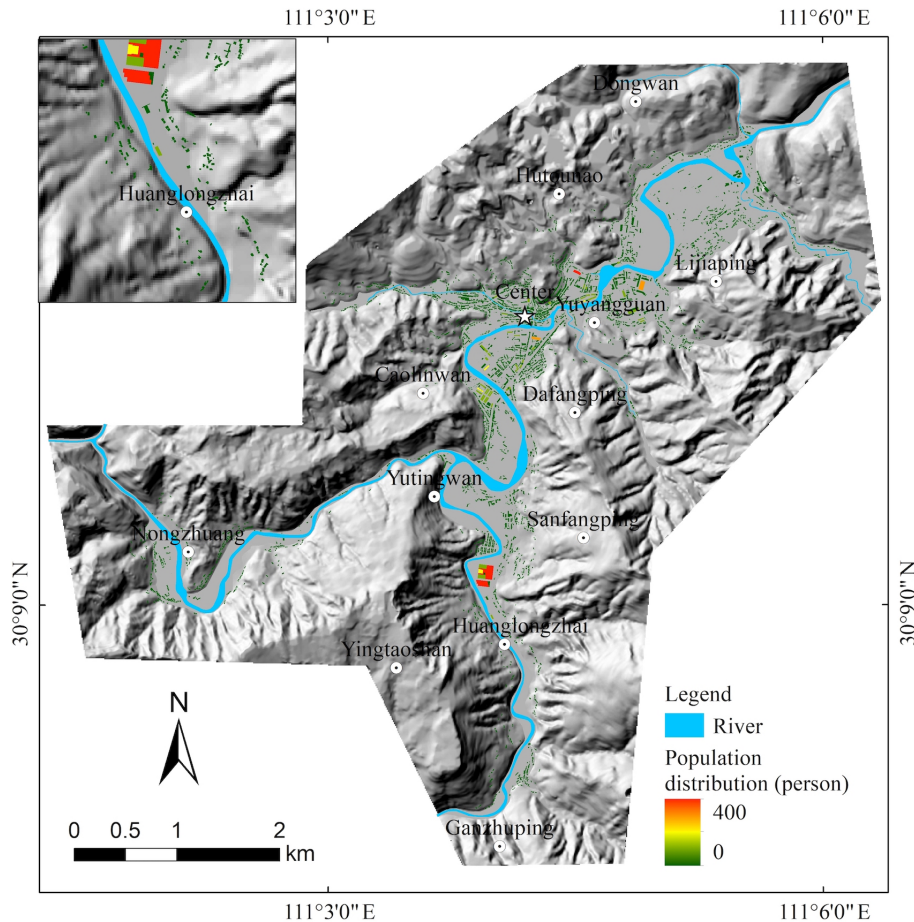 111°3'0" E
111°6'0" E
Dongwan
Huanglongzhai
Hutounao
Lijiaping
Center
Yuyangguan
Caolinwan
Dafangping
Yutingwan
Sanfangping
Nongzhuang
30°9'0" N
30°9'0" N
Huanglongzhai
Yingtaoshan
N
Legend
River
Population
distribution (person)
400
0
0 0.5 1 2
km
Ganzhuping
111°3'0" E
111°6'0" E